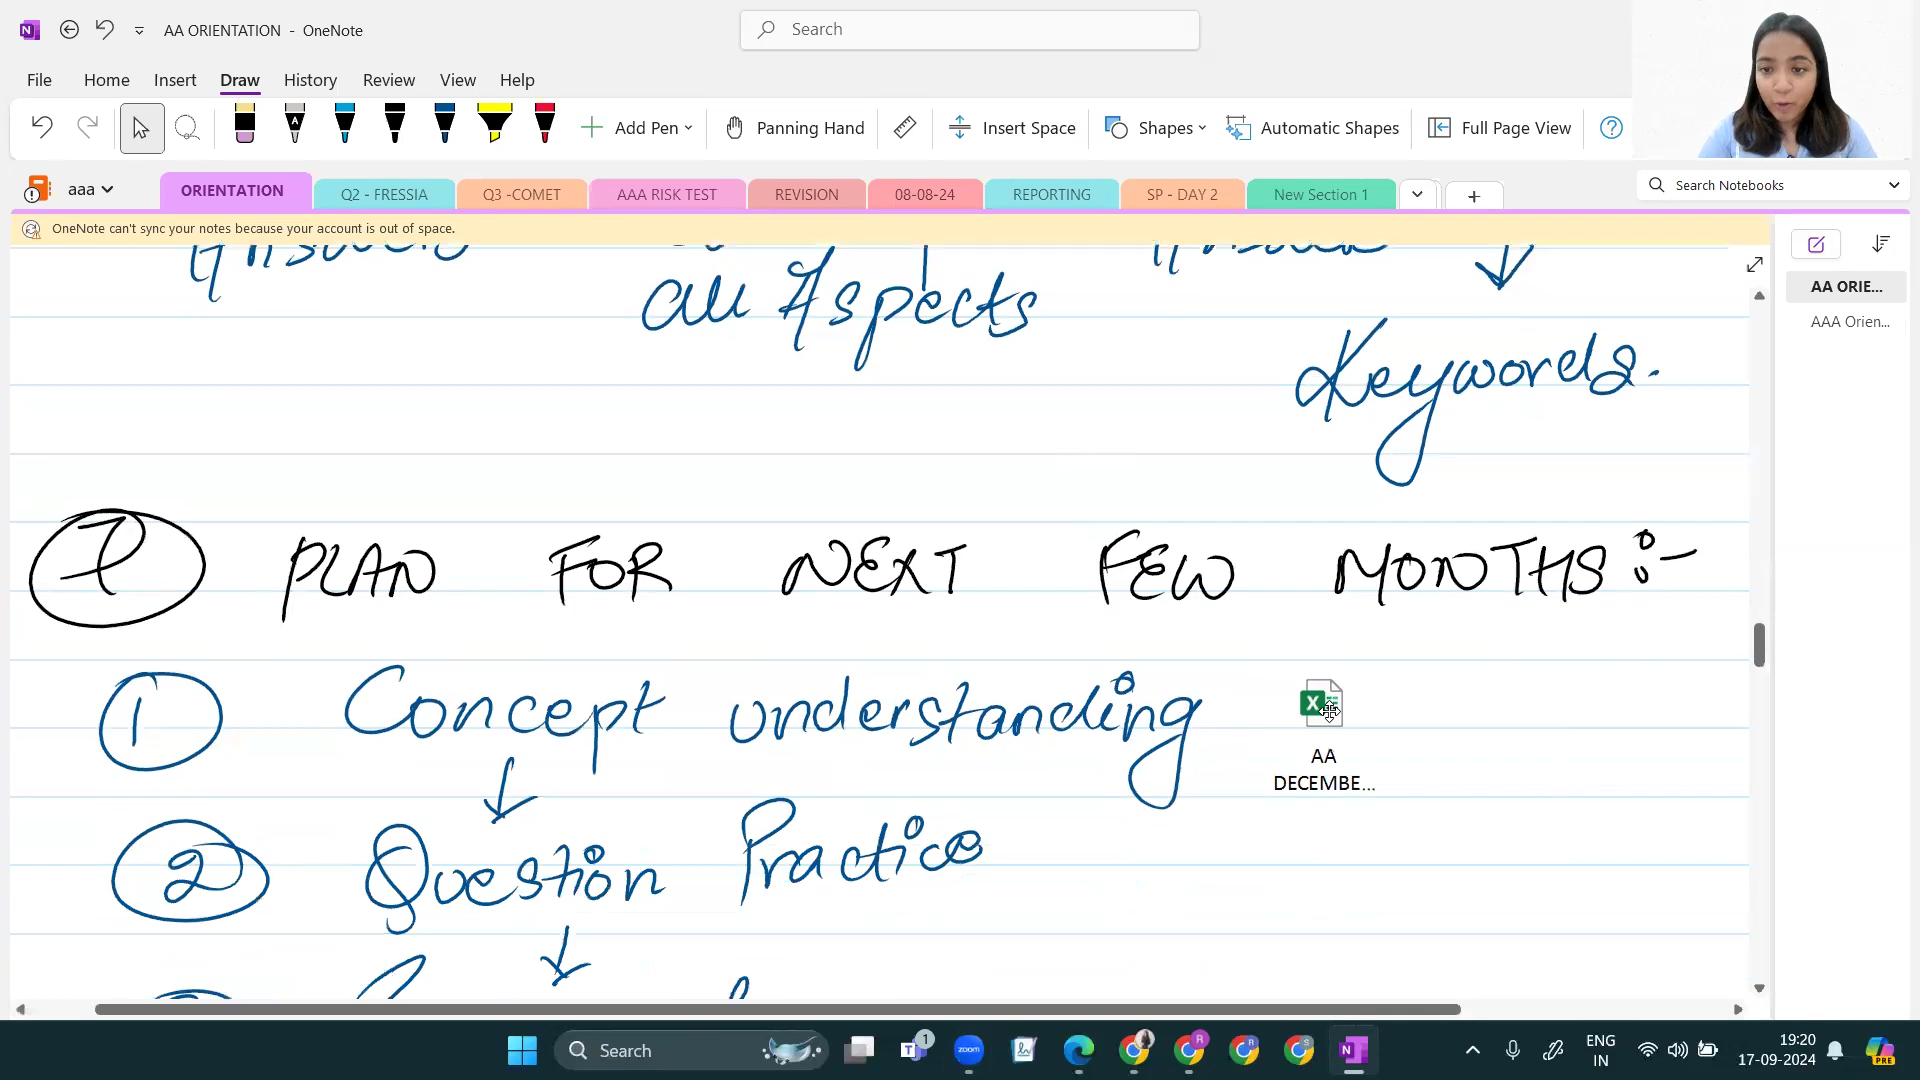 AA ORIENTATION - OneNote
Search
File Home Insert Draw History Review View Help
Add Pen Panning Hand Insert Space Shapes Automatic Shapes Full Page View
aaa ORIENTATION Q2 - FRESSIA Q3 -COMET AAA RISK TEST REVISION 08-08-24 REPORTING SP - DAY 2 New Section 1 Search Notebooks
OneNote can't sync your notes because your account is out of space.
AA ORIE...
AAA Orien...
all Aspects
Keywords.
7 PLAN FOR NEXT FEW MONTHS :-
1 Concept understanding
AA
DECEMBE...
2 Question Practice
Search
zoom
ENG
IN
19:20
17-09-2024